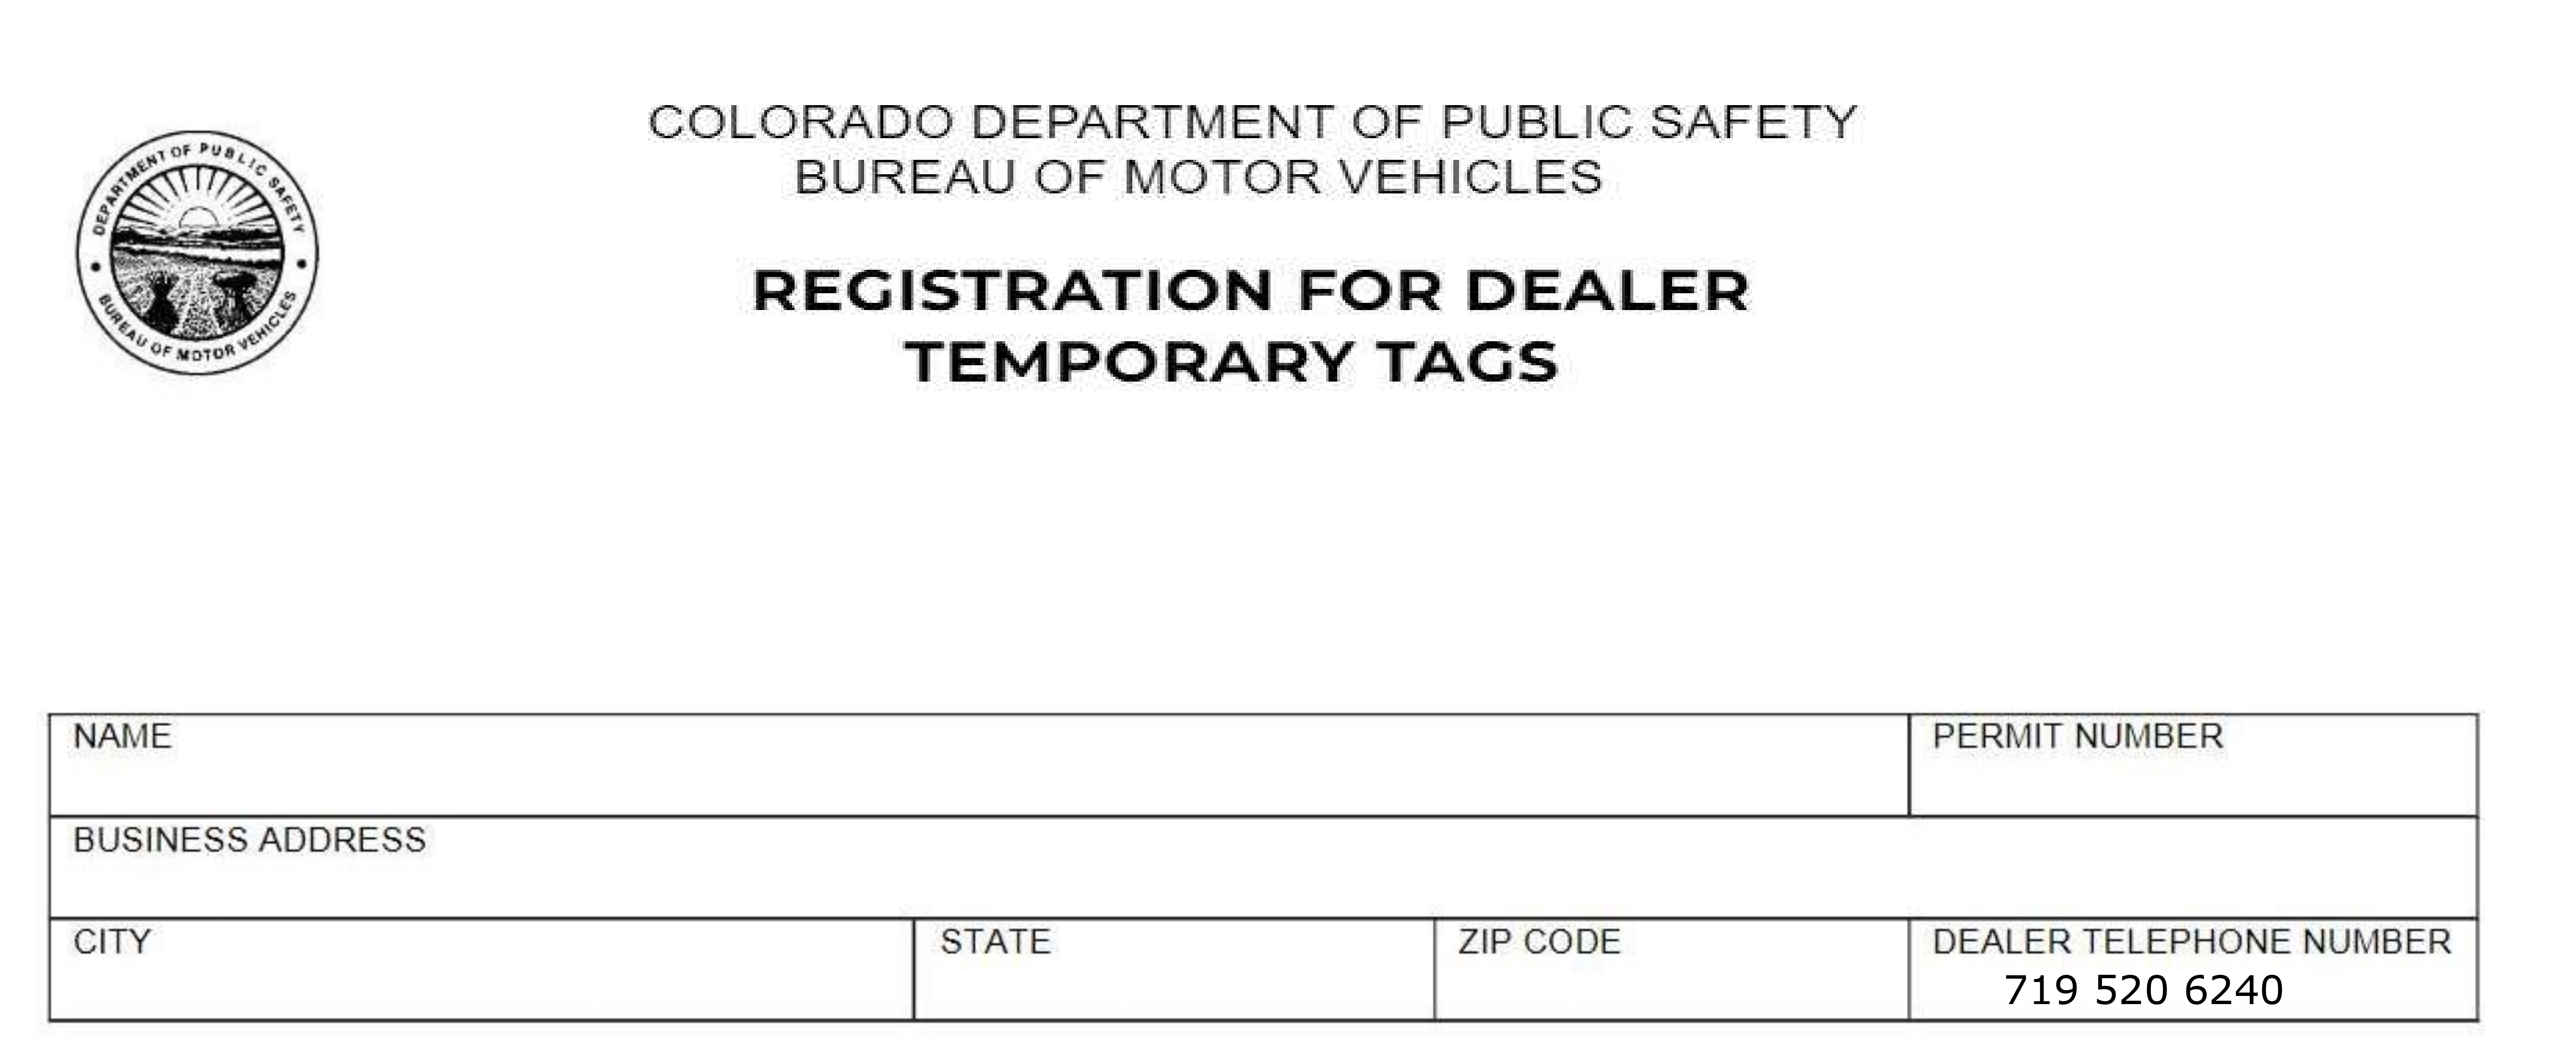 COLORADO DEPARTMENT OF PUBLIC SAFETY
BUREAU OF MOTOR VEHICLES
DEPARTMENT OF PUBLIC SAFETY
BUREAU OF MOTOR VEHICLES
REGISTRATION FOR DEALER
TEMPORARY TAGS
NAME
PERMIT NUMBER
BUSINESS ADDRESS
CITY
STATE
ZIP CODE
DEALER TELEPHONE NUMBER
719 520 6240